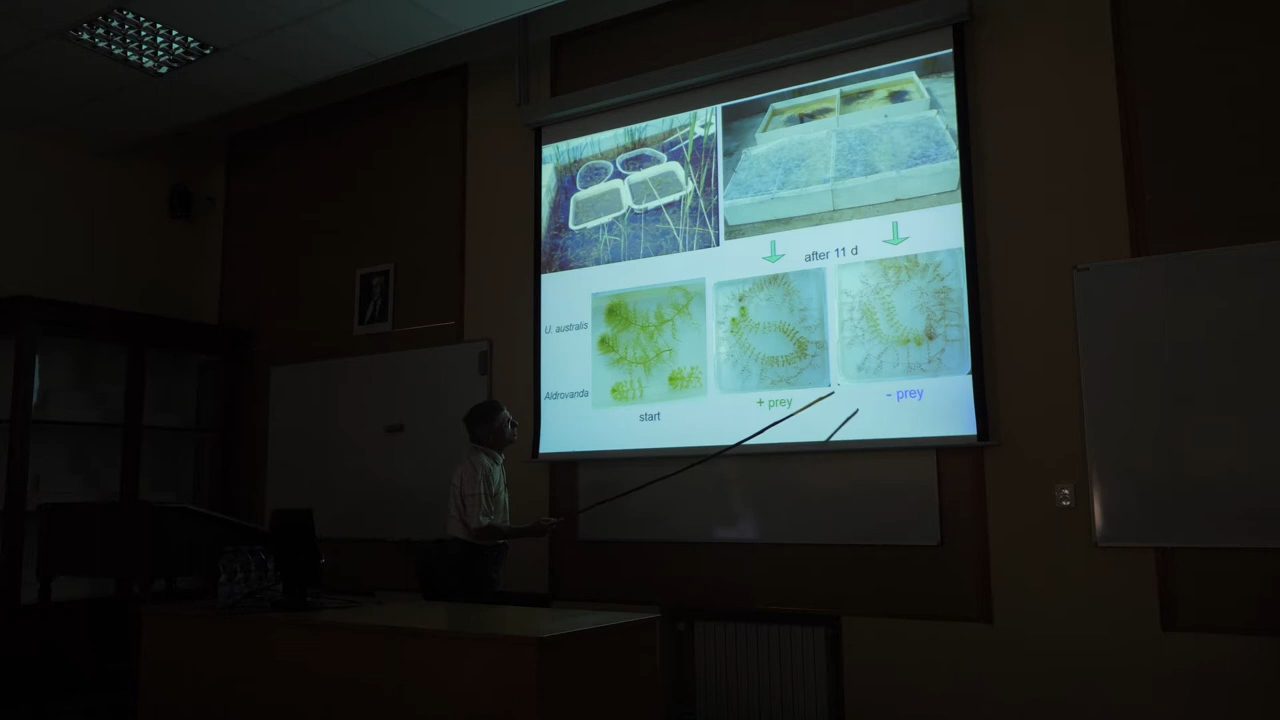 after 11 d
U. australis
Aldrovanda
start
+ prey
- prey